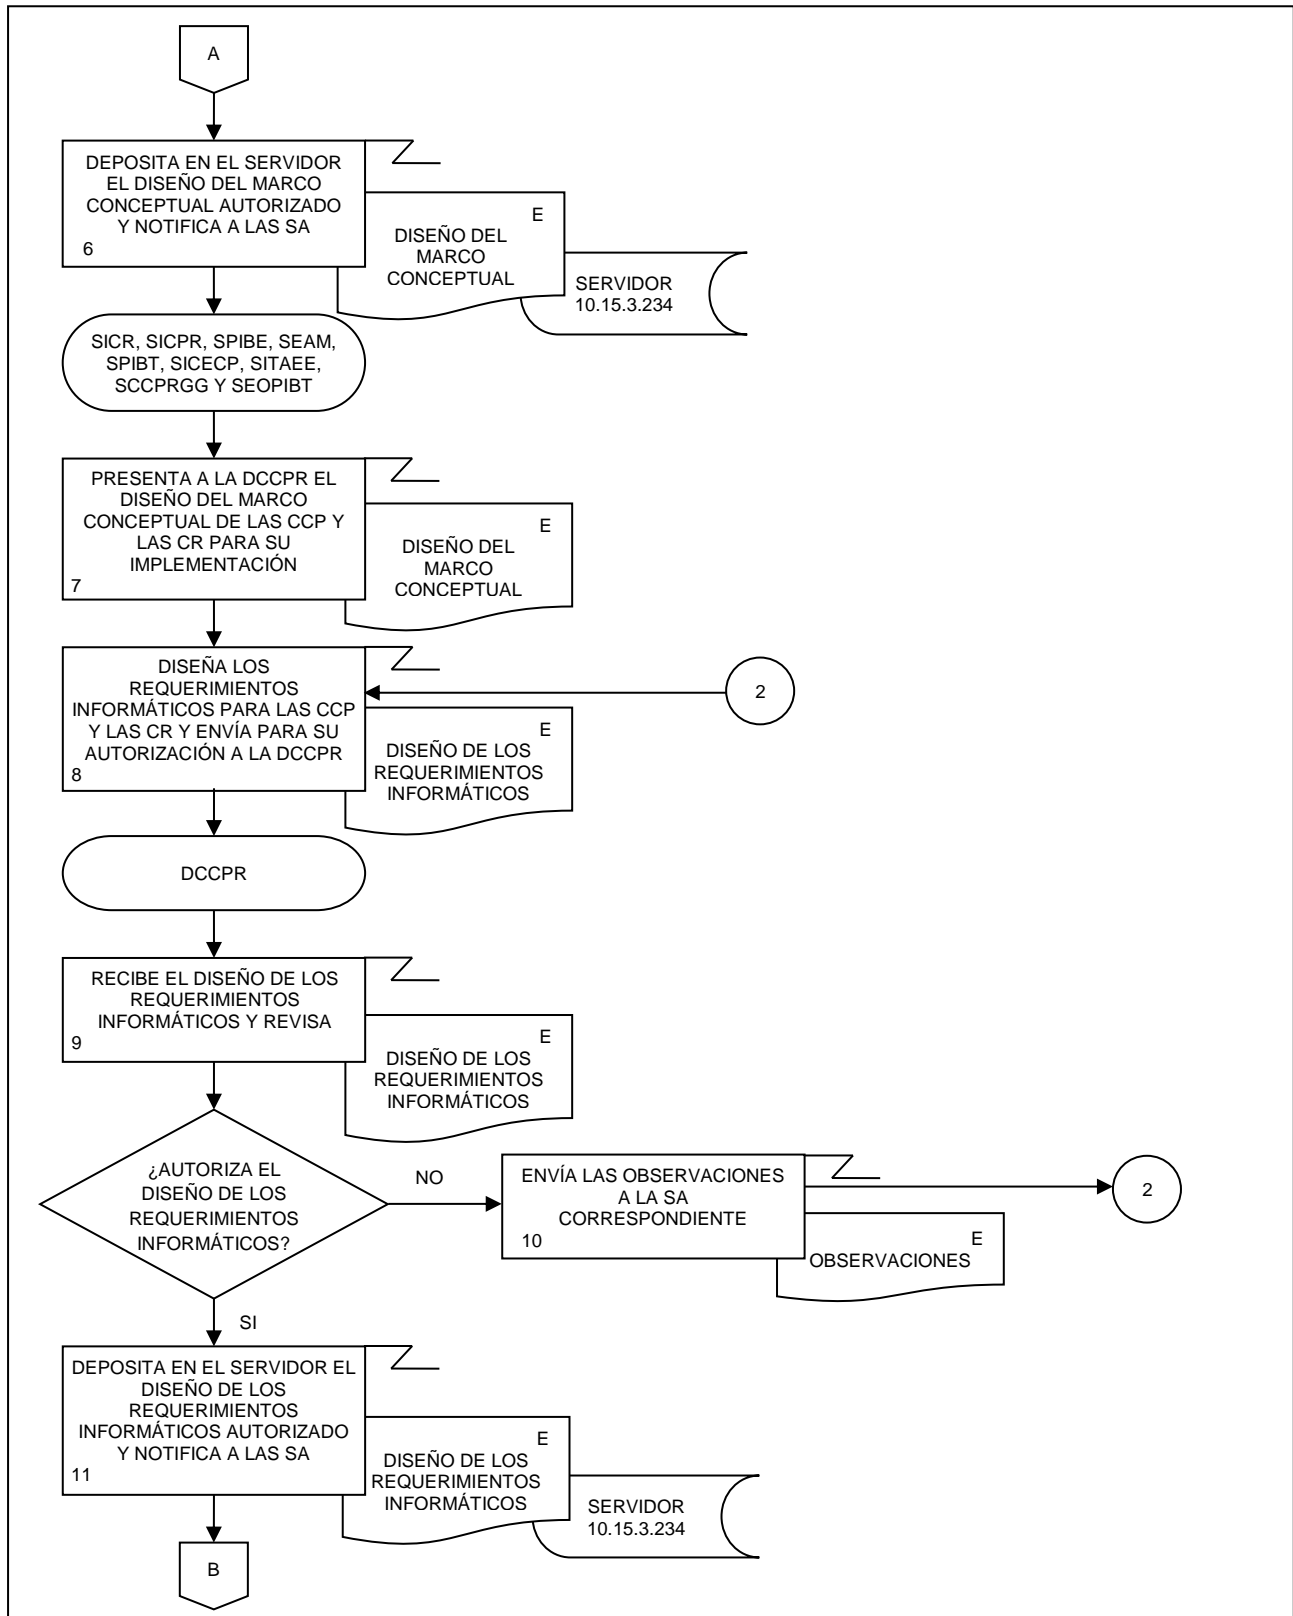 A
DEPOSITA EN EL SERVIDOR
EL DISEÑO DEL MARCO
CONCEPTUAL AUTORIZADO
Y NOTIFICA A LAS SA
6
E
DISEÑO DEL
MARCO
CONCEPTUAL
SERVIDOR
10.15.3.234
SICR, SICPR, SPIBE, SEAM,
SPIBT, SICECP, SITAEE,
SCCPRGG Y SEOPIBT
PRESENTA A LA DCCPR EL
DISEÑO DEL MARCO
CONCEPTUAL DE LAS CCP Y
LAS CR PARA SU
IMPLEMENTACIÓN
7
E
DISEÑO DEL
MARCO
CONCEPTUAL
DISEÑA LOS
REQUERIMIENTOS
INFORMÁTICOS PARA LAS CCP
Y LAS CR Y ENVÍA PARA SU
AUTORIZACIÓN A LA DCCPR
8
2
E
DISEÑO DE LOS
REQUERIMIENTOS
INFORMÁTICOS
DCCPR
RECIBE EL DISEÑO DE LOS
REQUERIMIENTOS
INFORMÁTICOS Y REVISA
9
E
DISEÑO DE LOS
REQUERIMIENTOS
INFORMÁTICOS
¿AUTORIZA EL
DISEÑO DE LOS
REQUERIMIENTOS
INFORMÁTICOS?
NO
ENVÍA LAS OBSERVACIONES
A LA SA
CORRESPONDIENTE
10
2
E
OBSERVACIONES
SI
DEPOSITA EN EL SERVIDOR EL
DISEÑO DE LOS
REQUERIMIENTOS
INFORMÁTICOS AUTORIZADO
Y NOTIFICA A LAS SA
11
E
DISEÑO DE LOS
REQUERIMIENTOS
INFORMÁTICOS
SERVIDOR
10.15.3.234
B